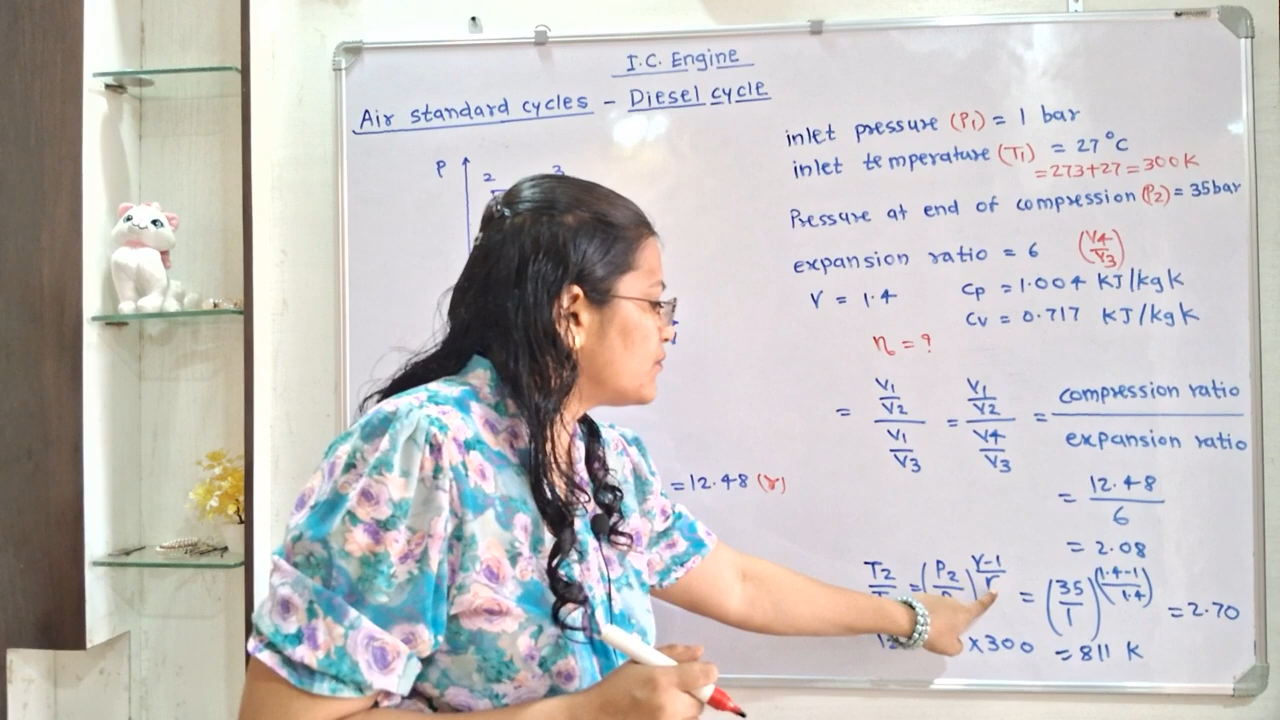 I.C. Engine
Air standard cycles - Diesel cycle
P
2 3
inlet pressure (P1) = 1 bar
inlet temperature (T1) = 27°C
= 273+27 = 300 K
Pressure at end of compression (P2) = 35bar
expansion ratio = 6 (V4/V3)
γ = 1.4 Cp = 1.004 KJ/kgK
Cv = 0.717 KJ/kgK
η = ?
= (V1/V2)/(V1/V3) = (V1/V2)/(V4/V3) = compression ratio/expansion ratio
= 12.48 (r)
= 12.48/6
= 2.08
T2 = (P2)^(γ-1/r) = (35/1)^(1.4-1/1.4) = 2.70
×300 = 811 K